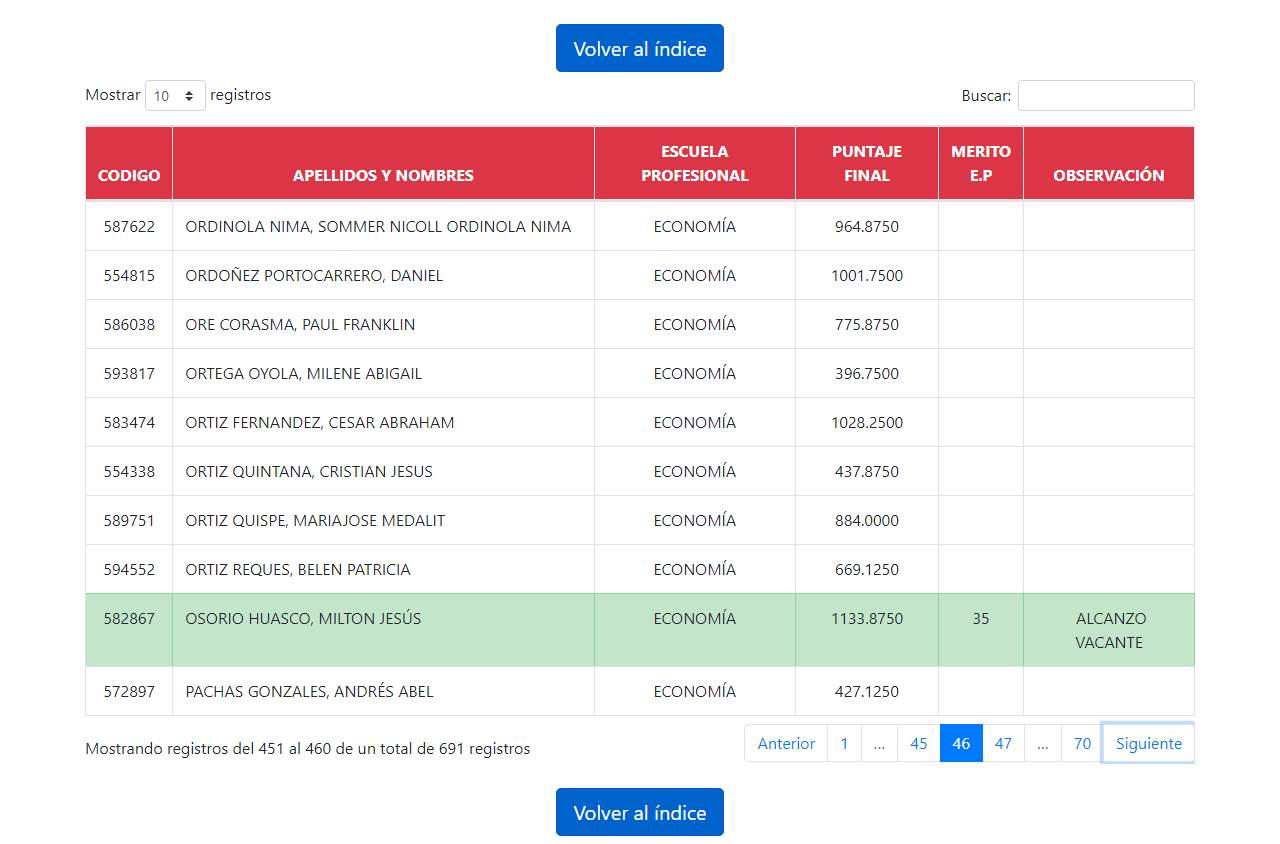 Volver al índice
Mostrar 10 registros Buscar:
CODIGO APELLIDOS Y NOMBRES ESCUELA PROFESIONAL PUNTAJE FINAL MERITO E.P OBSERVACIÓN
587622 ORDINOLA NIMA, SOMMER NICOLL ORDINOLA NIMA ECONOMÍA 964.8750
554815 ORDOÑEZ PORTOCARRERO, DANIEL ECONOMÍA 1001.7500
586038 ORE CORASMA, PAUL FRANKLIN ECONOMÍA 775.8750
593817 ORTEGA OYOLA, MILENE ABIGAIL ECONOMÍA 396.7500
583474 ORTIZ FERNANDEZ, CESAR ABRAHAM ECONOMÍA 1028.2500
554338 ORTIZ QUINTANA, CRISTIAN JESUS ECONOMÍA 437.8750
589751 ORTIZ QUISPE, MARIAJOSE MEDALIT ECONOMÍA 884.0000
594552 ORTIZ REQUES, BELEN PATRICIA ECONOMÍA 669.1250
582867 OSORIO HUASCO, MILTON JESÚS ECONOMÍA 1133.8750 35 ALCANZO VACANTE
572897 PACHAS GONZALES, ANDRÉS ABEL ECONOMÍA 427.1250
Mostrando registros del 451 al 460 de un total de 691 registros Anterior 1 ... 45 46 47 ... 70 Siguiente
Volver al índice